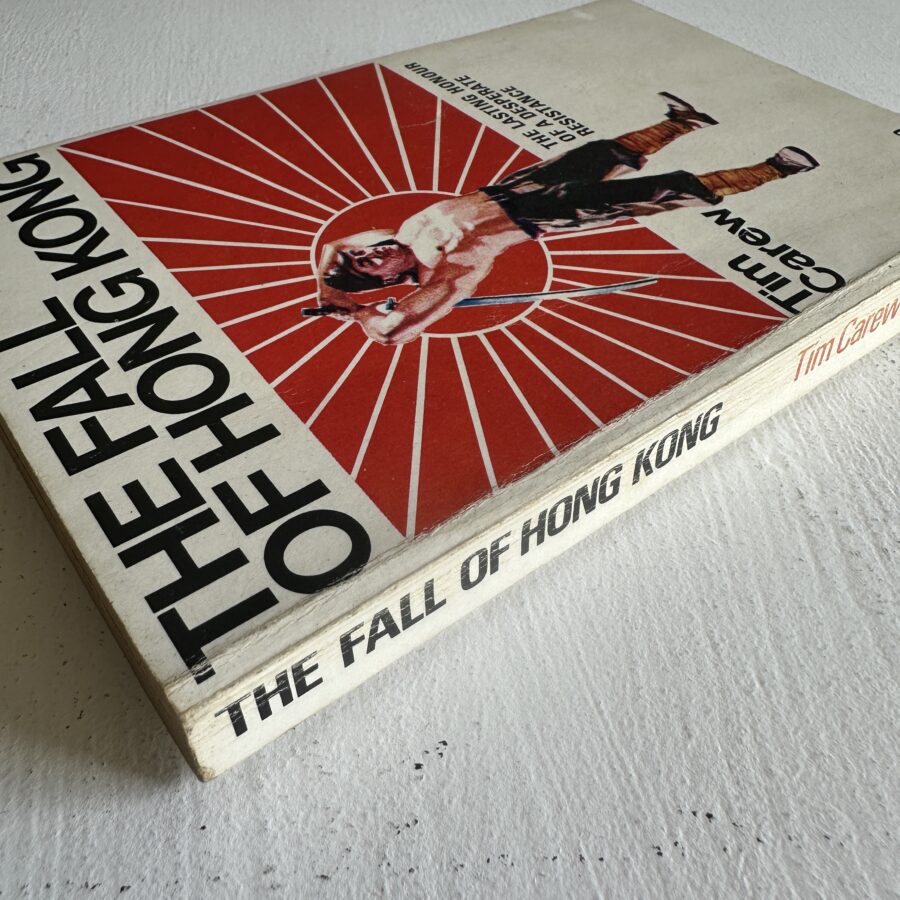 THE FALL
OF HONG KONG
THE LASTING HONOUR
OF A DESPERATE
RESISTANCE
Tim
Carew
THE FALL OF HONG KONG
Tim Carew